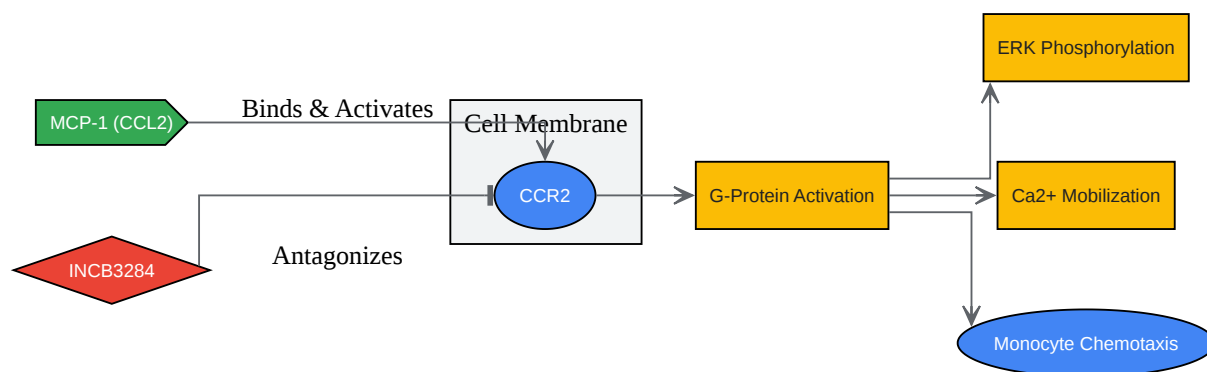 ERK Phosphorylation
MCP-1 (CCL2)
Binds & Activates
Cell Membrane
CCR2
G-Protein Activation
Ca2+ Mobilization
INCB3284
Antagonizes
Monocyte Chemotaxis